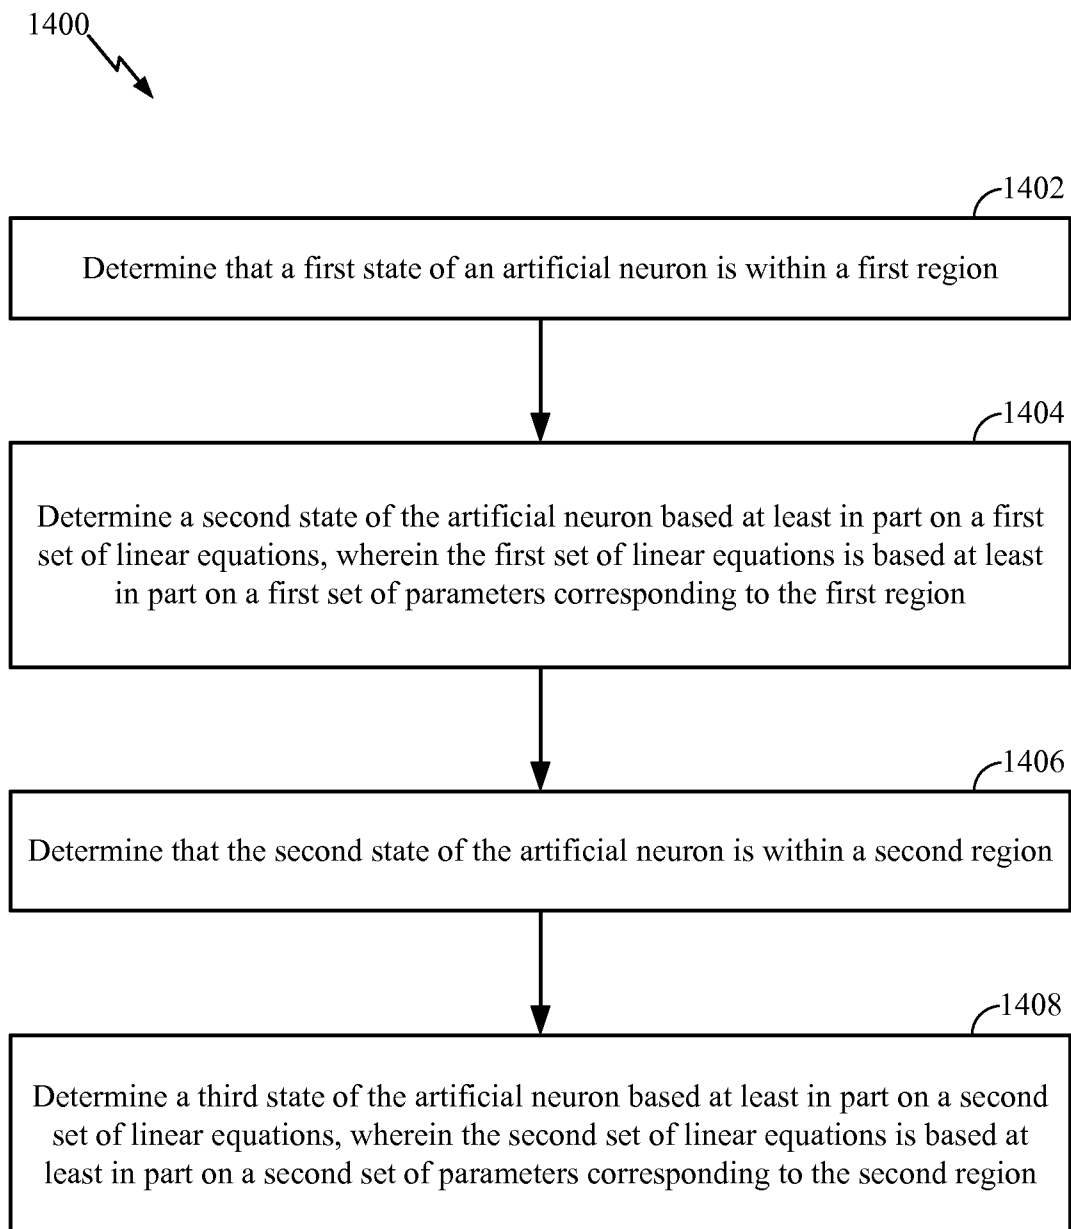 1400
1402
Determine that a first state of an artificial neuron is within a first region
1404
Determine a second state of the artificial neuron based at least in part on a first
set of linear equations, wherein the first set of linear equations is based at least
in part on a first set of parameters corresponding to the first region
1406
Determine that the second state of the artificial neuron is within a second region
1408
Determine a third state of the artificial neuron based at least in part on a second
set of linear equations, wherein the second set of linear equations is based at
least in part on a second set of parameters corresponding to the second region